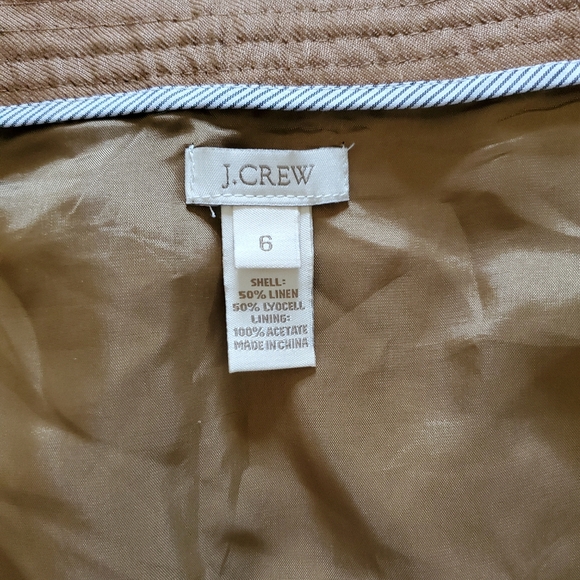 J.CREW
6
SHELL:
50% LINEN
50% LYOCELL
LINING:
100% ACETATE
MADE IN CHINA